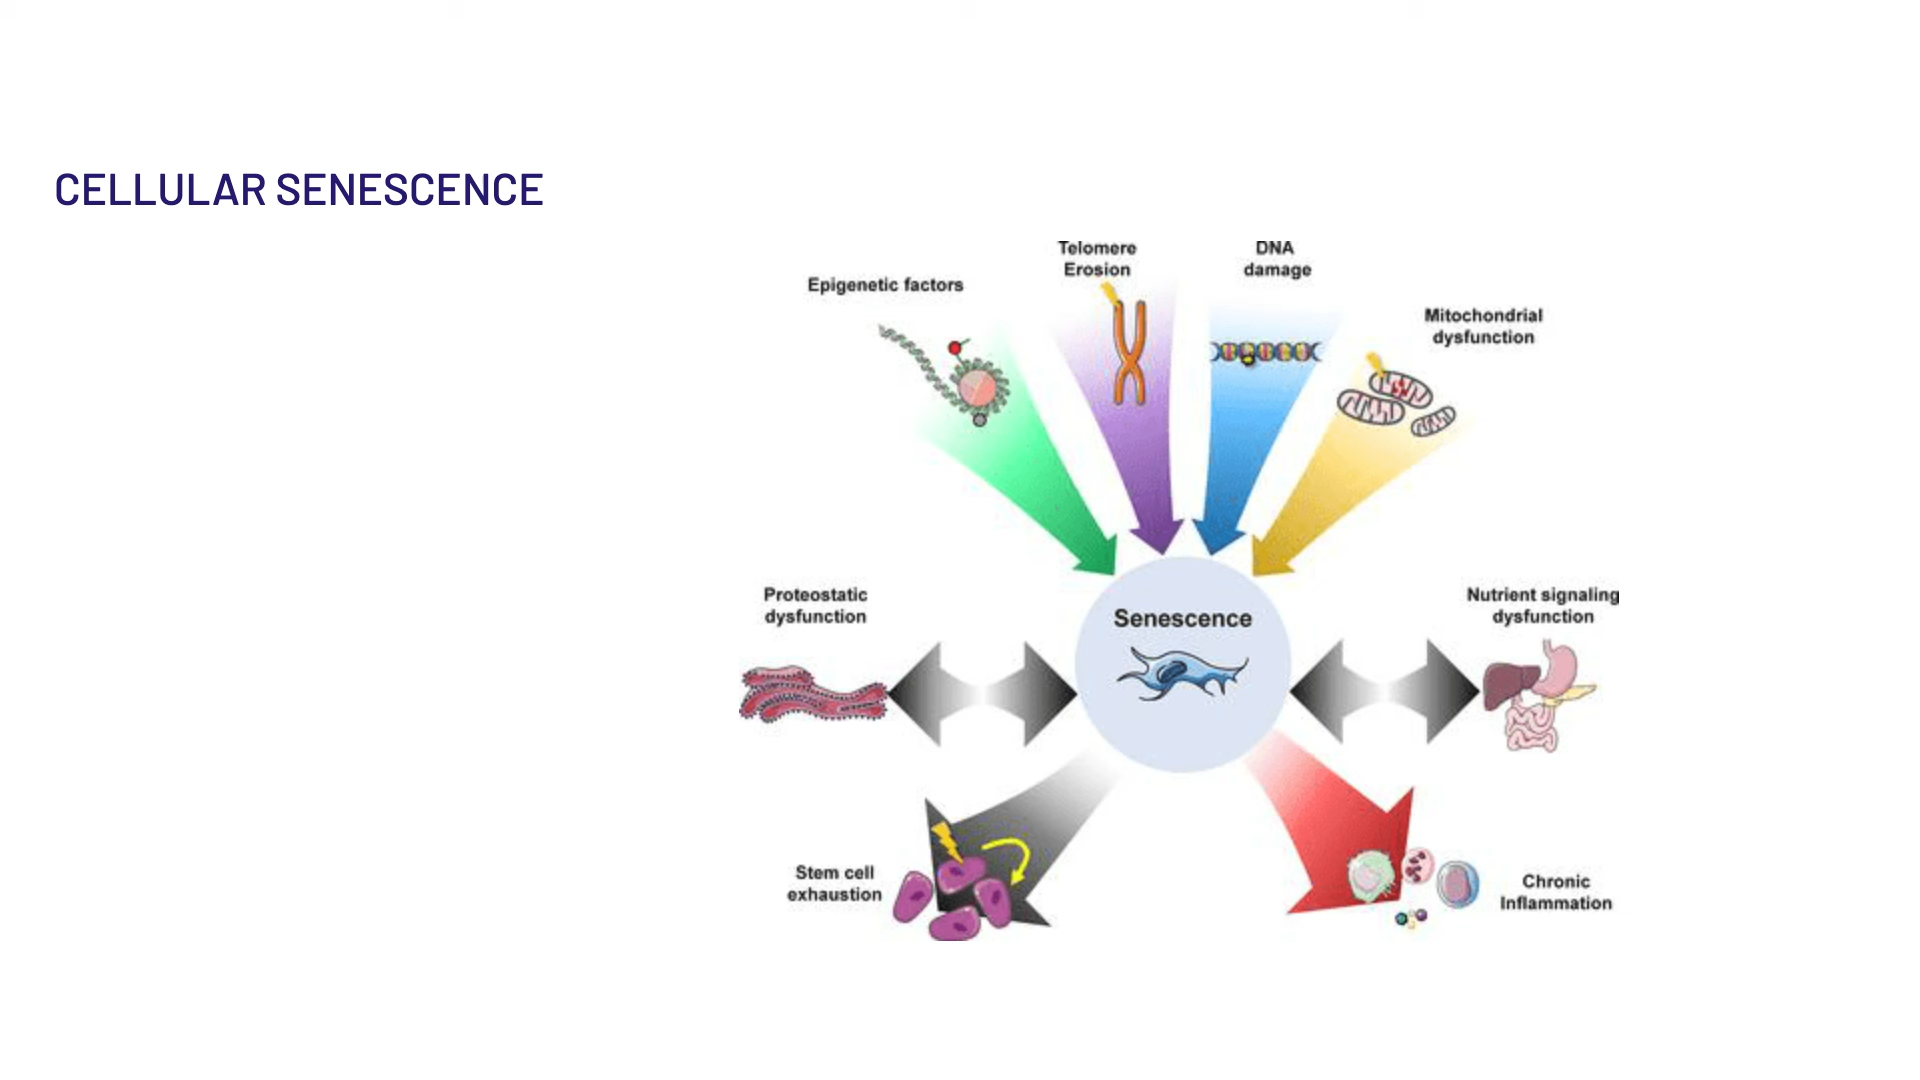 CELLULAR SENESCENCE
Telomere
Erosion
DNA
damage
Epigenetic factors
Mitochondrial
dysfunction
Proteostatic
dysfunction
Senescence
Nutrient signaling
dysfunction
Stem cell
exhaustion
Chronic
Inflammation